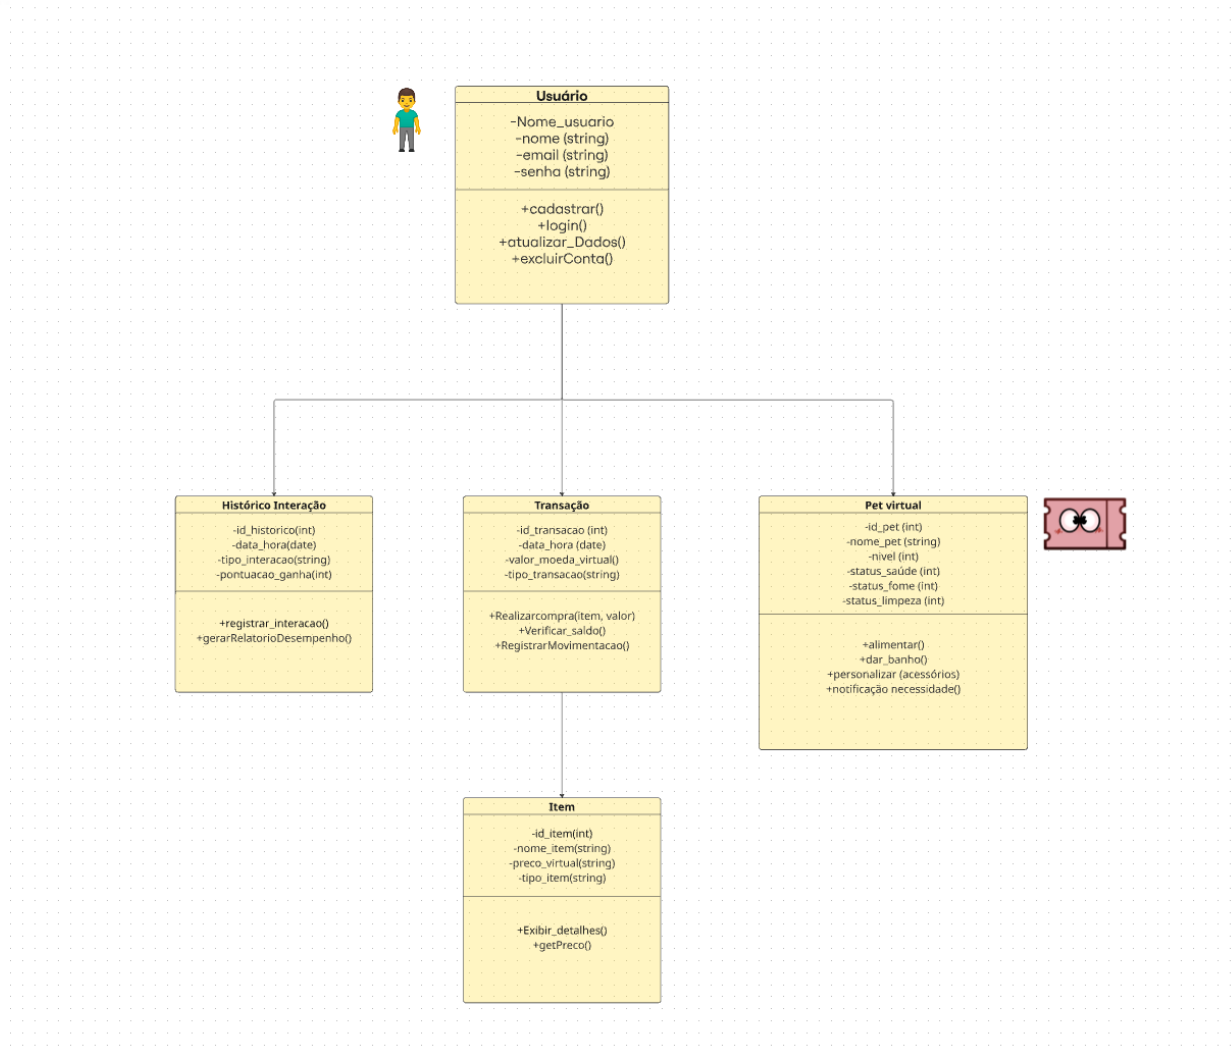 Usuário
-Nome_usuario
-nome (string)
-email (string)
-senha (string)
+cadastrar()
+login()
+atualizar_Dados()
+excluirConta()
Histórico Interação
-id_historico(int)
-data_hora(date)
-tipo_interacao(string)
-pontuacao_ganha(int)
+registrar_interacao()
+gerarRelatorioDesempenho()
Transação
-id_transacao (int)
-data_hora (date)
-valor_moeda_virtual()
-tipo_transacao(string)
+Realizarcompra(item, valor)
+Verificar_saldo()
+RegistrarMovimentacao()
Pet virtual
-id_pet (int)
-nome_pet (string)
-nivel (int)
-status_saúde (int)
-status_fome (int)
-status_limpeza (int)
+alimentar()
+dar_banho()
+personalizar (acessórios)
+notificação necessidade()
Item
-id_item(int)
-nome_item(string)
-preco_virtual(string)
-tipo_item(string)
+Exibir_detalhes()
+getPreco()